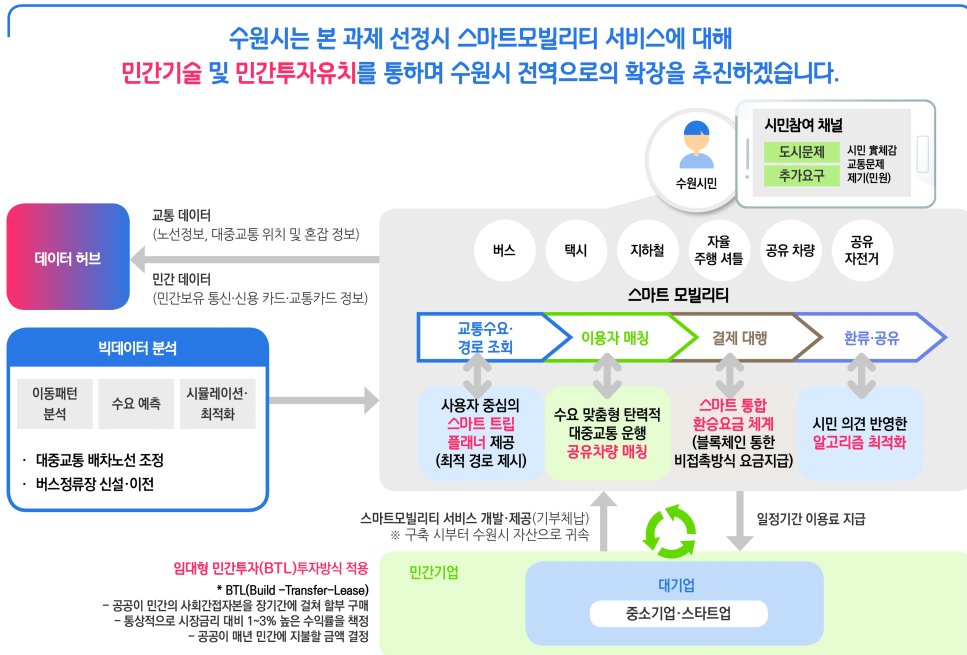 수원시는 본 과제 선정시 스마트모빌리티 서비스에 대해
민간기술 및 민간투자유치를 통하며 수원시 전역으로의 확장을 추진하겠습니다.
시민참여 채널
도시문제
추가요구
시민 實체감
교통문제
제기(민원)
수원시민
교통 데이터
(노선정보, 대중교통 위치 및 혼잡 정보)
데이터 허브
민간 데이터
(민간보유 통신·신용 카드·교통카드 정보)
버스
택시
지하철
자율
주행 셔틀
공유 차량
공유
자전거
스마트 모빌리티
교통수요·
경로 조회
이용자 매칭
결제 대행
환류·공유
빅데이터 분석
이동패턴
분석
수요 예측
시뮬레이션·
최적화
· 대중교통 배차노선 조정
· 버스정류장 신설·이전
사용자 중심의
스마트 트립
플래너 제공
(최적 경로 제시)
수요 맞춤형 탄력적
대중교통 운행
공유차량 매칭
스마트 통합
환승요금 체계
(블록체인 통한
비접촉방식 요금지급)
시민 의견 반영한
알고리즘 최적화
스마트모빌리티 서비스 개발·제공(기부체납)
※ 구축 시부터 수원시 자산으로 귀속
일정기간 이용료 지급
임대형 민간투자(BTL)투자방식 적용
* BTL(Build -Transfer-Lease)
- 공공이 민간의 사회간접자본을 장기간에 걸쳐 할부 구매
- 통상적으로 시장금리 대비 1~3% 높은 수익률을 책정
- 공공이 매년 민간에 지불할 금액 결정
민간기업
대기업
중소기업·스타트업